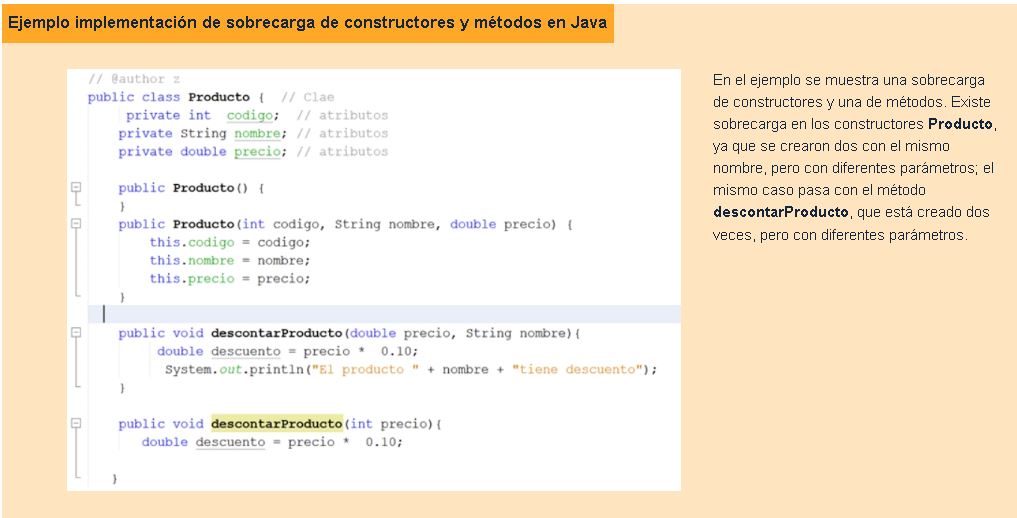 Ejemplo implementación de sobrecarga de constructores y métodos en Java
// @author z
public class Producto {  // Clae
private int  codigo;  // atributos
private String nombre; // atributos
private double precio; // atributos
public Producto() {
}
public Producto(int codigo, String nombre, double precio) {
this.codigo = codigo;
this.nombre = nombre;
this.precio = precio;
}
public void descontarProducto(double precio, String nombre){
double descuento = precio *  0.10;
System.out.println("El producto " + nombre + "tiene descuento");
}
public void descontarProducto(int precio){
double descuento = precio *  0.10;
}
En el ejemplo se muestra una sobrecarga
de constructores y una de métodos. Existe
sobrecarga en los constructores Producto,
ya que se crearon dos con el mismo
nombre, pero con diferentes parámetros; el
mismo caso pasa con el método
descontarProducto, que está creado dos
veces, pero con diferentes parámetros.